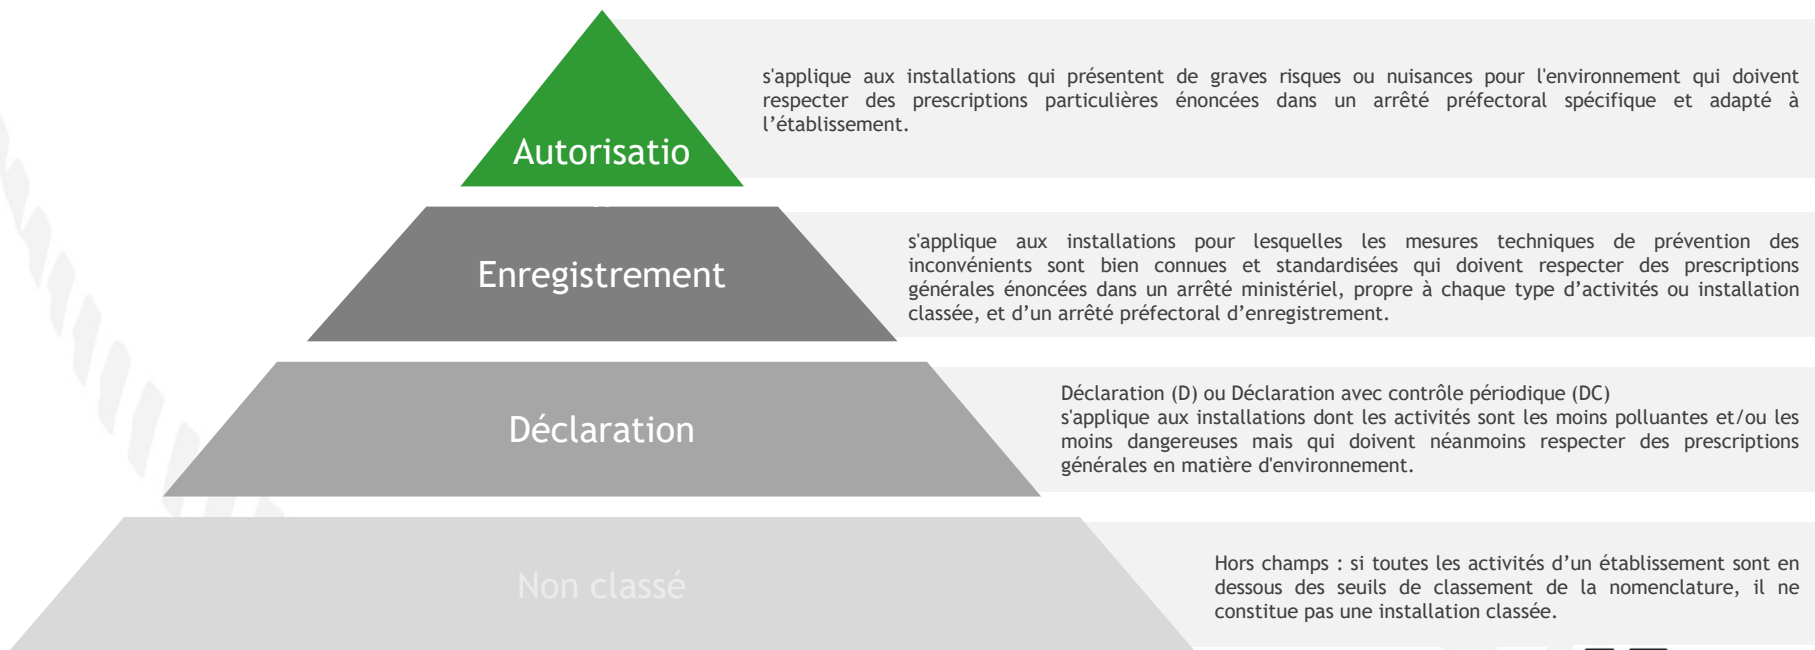 s'applique aux installations qui présentent de graves risques ou nuisances pour l'environnement qui doivent
respecter des prescriptions particulières énoncées dans un arrêté préfectoral spécifique et adapté à
l’établissement.
Autorisatio
s'applique aux installations pour lesquelles les mesures techniques de prévention des
inconvénients sont bien connues et standardisées qui doivent respecter des prescriptions
générales énoncées dans un arrêté ministériel, propre à chaque type d’activités ou installation
classée, et d’un arrêté préfectoral d’enregistrement.
Enregistrement
Déclaration (D) ou Déclaration avec contrôle périodique (DC)
s'applique aux installations dont les activités sont les moins polluantes et/ou les
moins dangereuses mais qui doivent néanmoins respecter des prescriptions
générales en matière d'environnement.
Déclaration
Hors champs : si toutes les activités d’un établissement sont en
dessous des seuils de classement de la nomenclature, il ne
constitue pas une installation classée.
Non classé